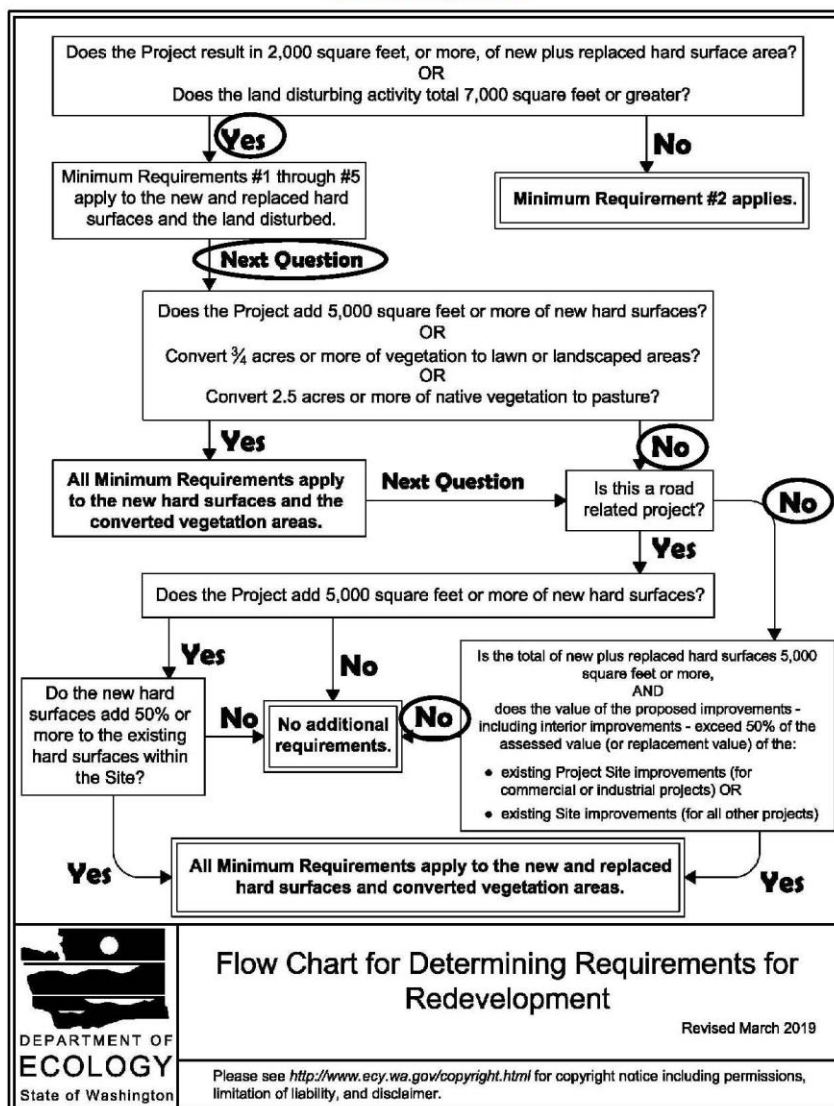 Does the Project result in 2,000 square feet, or more, of new plus replaced hard surface area?
OR
Does the land disturbing activity total 7,000 square feet or greater?
Yes
No
Minimum Requirements #1 through #5
apply to the new and replaced hard
surfaces and the land disturbed.
Minimum Requirement #2 applies.
Next Question
Does the Project add 5,000 square feet or more of new hard surfaces?
OR
Convert ¾ acres or more of vegetation to lawn or landscaped areas?
OR
Convert 2.5 acres or more of native vegetation to pasture?
Yes
No
All Minimum Requirements apply
to the new hard surfaces and the
converted vegetation areas.
Next Question
Is this a road
related project?
No
Yes
Does the Project add 5,000 square feet or more of new hard surfaces?
Yes
No
Do the new hard
surfaces add 50% or
more to the existing
hard surfaces within
the Site?
No
No additional
requirements.
No
Is the total of new plus replaced hard surfaces 5,000
square feet or more,
AND
does the value of the proposed improvements -
including interior improvements - exceed 50% of the
assessed value (or replacement value) of the:
• existing Project Site improvements (for
commercial or industrial projects) OR
• existing Site improvements (for all other projects)
Yes
All Minimum Requirements apply to the new and replaced
hard surfaces and converted vegetation areas.
Yes
DEPARTMENT OF
ECOLOGY
State of Washington
Flow Chart for Determining Requirements for
Redevelopment
Revised March 2019
Please see http://www.ecy.wa.gov/copyright.html for copyright notice including permissions,
limitation of liability, and disclaimer.